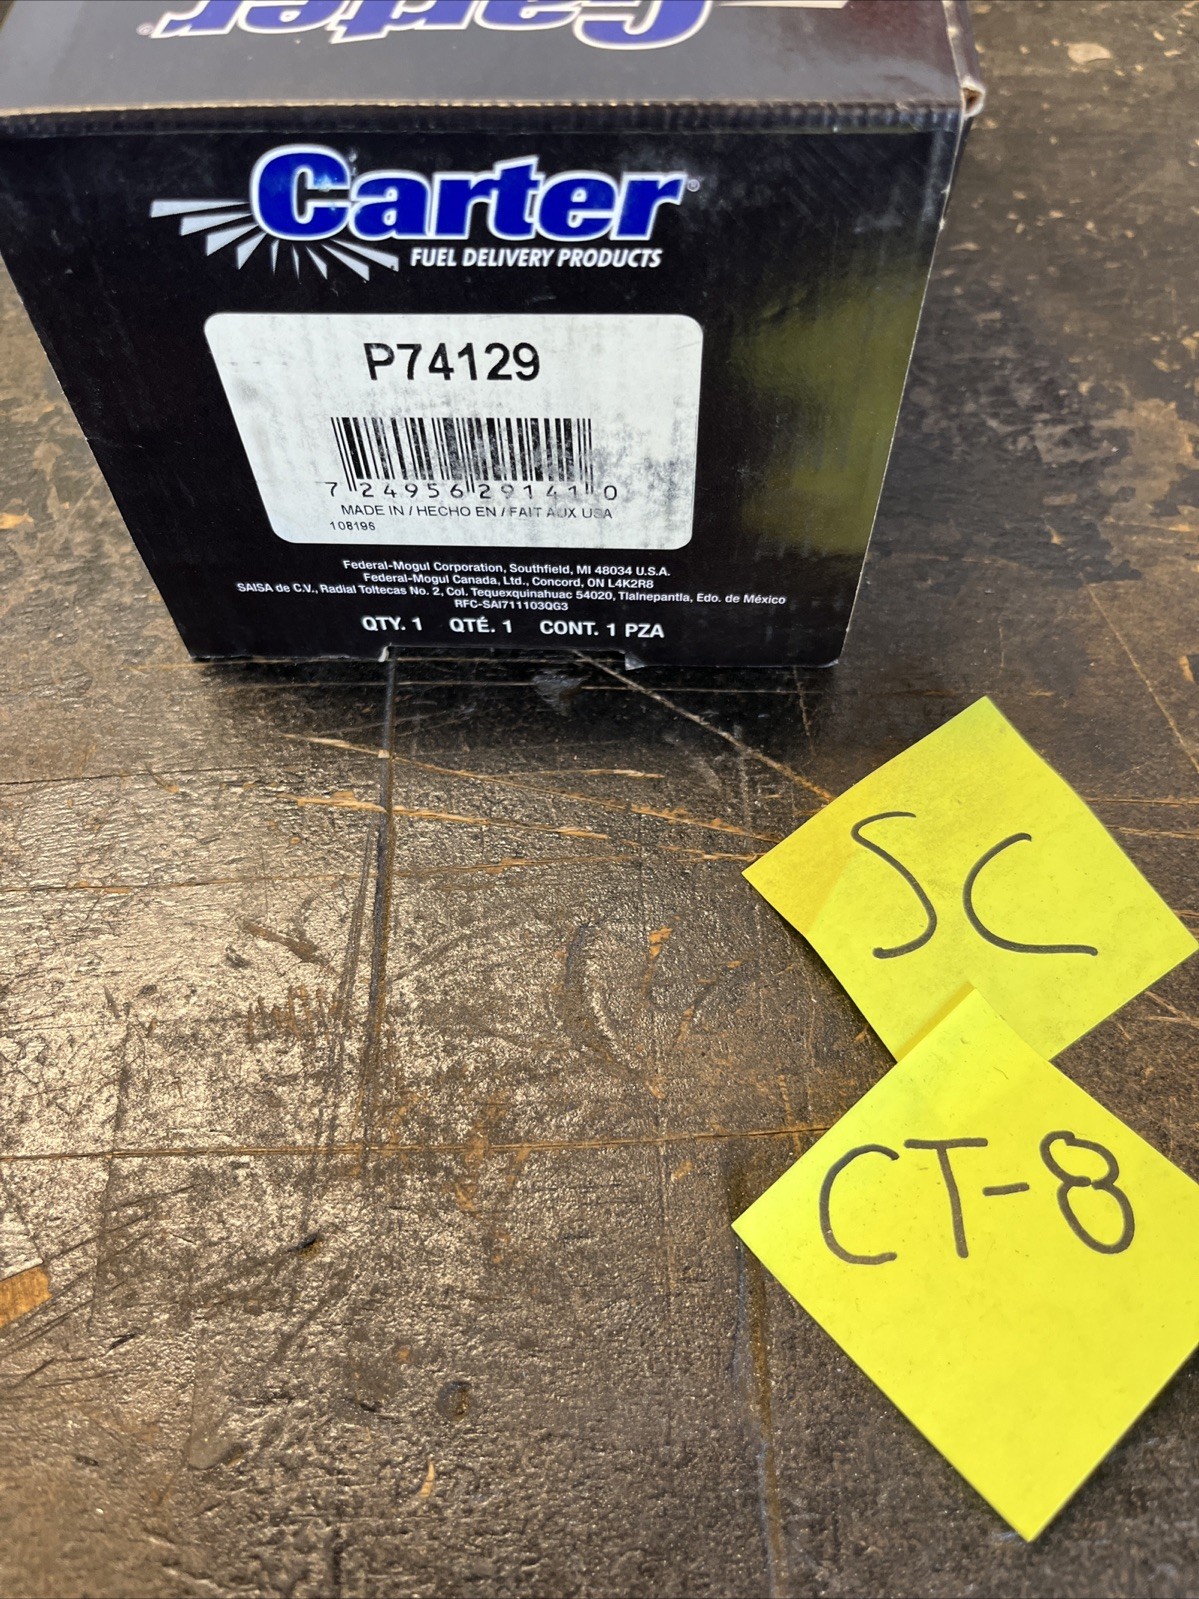 Carter®
Carter®
FUEL DELIVERY PRODUCTS
P74129
7 24956 29141 0
MADE IN / HECHO EN / FAIT AUX USA
108196
Federal-Mogul Corporation, Southfield, MI 48034 U.S.A.
Federal-Mogul Canada, Ltd., Concord, ON L4K2R8
SAISA de C.V., Radial Toltecas No. 2, Col. Tequexquinahuac 54020, Tlalnepantla, Edo. de México
RFC-SAI711103QG3
QTY. 1 QTÉ. 1 CONT. 1 PZA
SC
CT-8